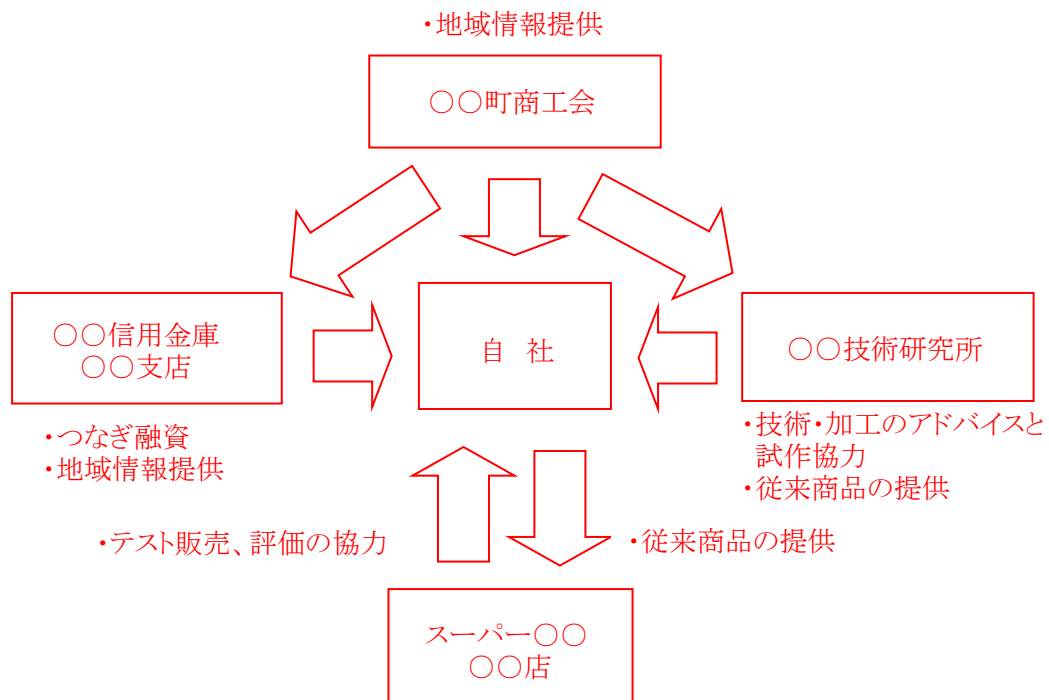 ・地域情報提供
○○町商工会
○○信用金庫
○○支店
自 社
○○技術研究所
・つなぎ融資
・地域情報提供
・技術・加工のアドバイスと
試作協力
・従来商品の提供
・テスト販売、評価の協力
・従来商品の提供
スーパー○○
○○店